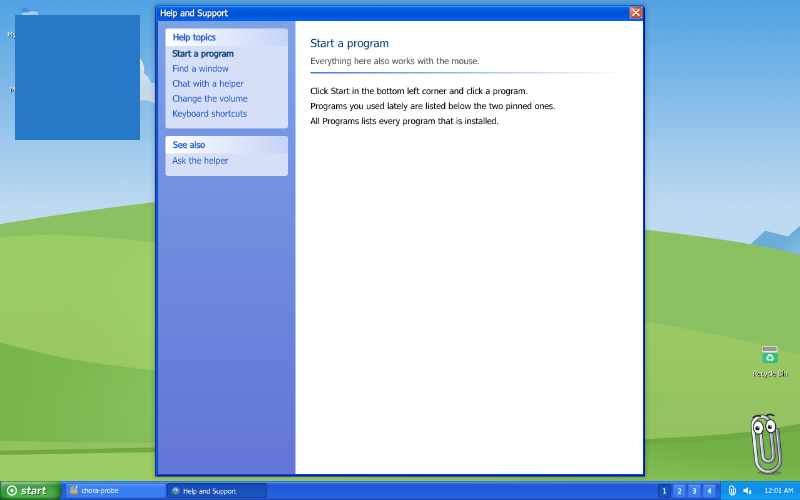 Help and Support
Help topics
Start a program
Find a window
Chat with a helper
Change the volume
Keyboard shortcuts
See also
Ask the helper
Start a program
Everything here also works with the mouse.
Click Start in the bottom left corner and click a program.
Programs you used lately are listed below the two pinned ones.
All Programs lists every program that is installed.
Recycle Bin
start
chora-probe
Help and Support
1 2 3 4
12:01 AM